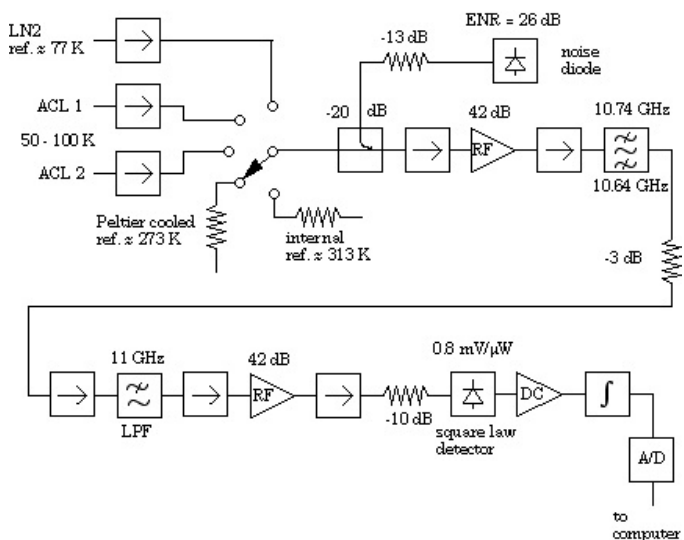 LN2
ref. ≈ 77 K
ACL 1
50 - 100 K
ACL 2
Peltier cooled
ref. ≈ 273 K
internal
ref. ≈ 313 K
-13 dB
ENR = 26 dB
noise
diode
-20 dB
42 dB
RF
10.74 GHz
10.64 GHz
-3 dB
11 GHz
LPF
42 dB
RF
-10 dB
0.8 mV/μW
square law
detector
DC
∫
A/D
to
computer